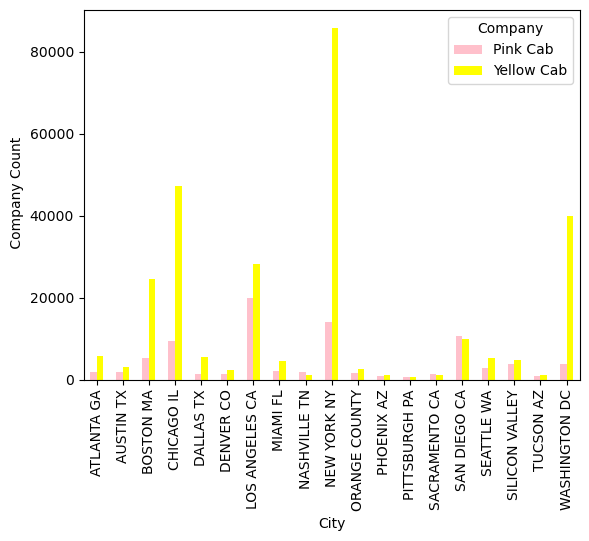 Company
Pink Cab
Yellow Cab
Company Count
80000
60000
40000
20000
0
ATLANTA GA
AUSTIN TX
BOSTON MA
CHICAGO IL
DALLAS TX
DENVER CO
LOS ANGELES CA
MIAMI FL
NASHVILLE TN
NEW YORK NY
ORANGE COUNTY
PHOENIX AZ
PITTSBURGH PA
SACRAMENTO CA
SAN DIEGO CA
SEATTLE WA
SILICON VALLEY
TUCSON AZ
WASHINGTON DC
City